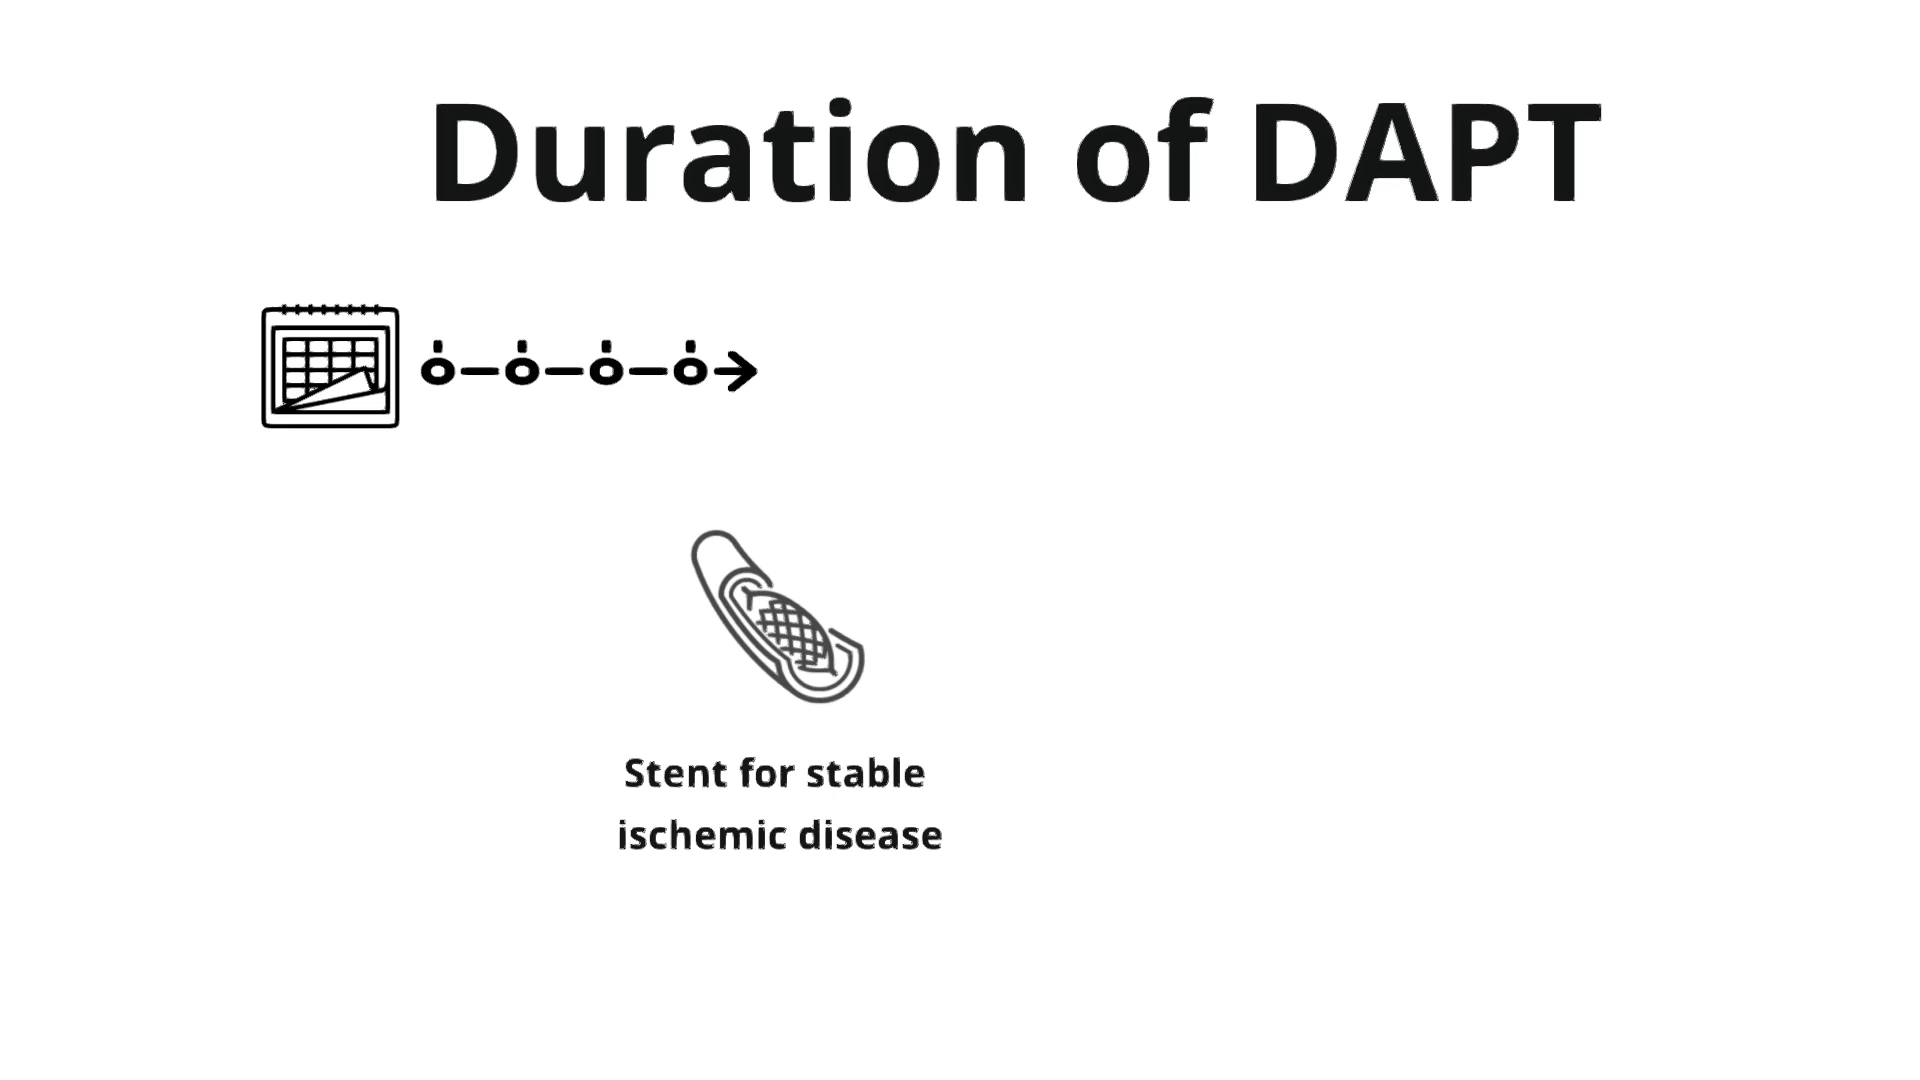 Duration of DAPT
Stent for stable
ischemic disease